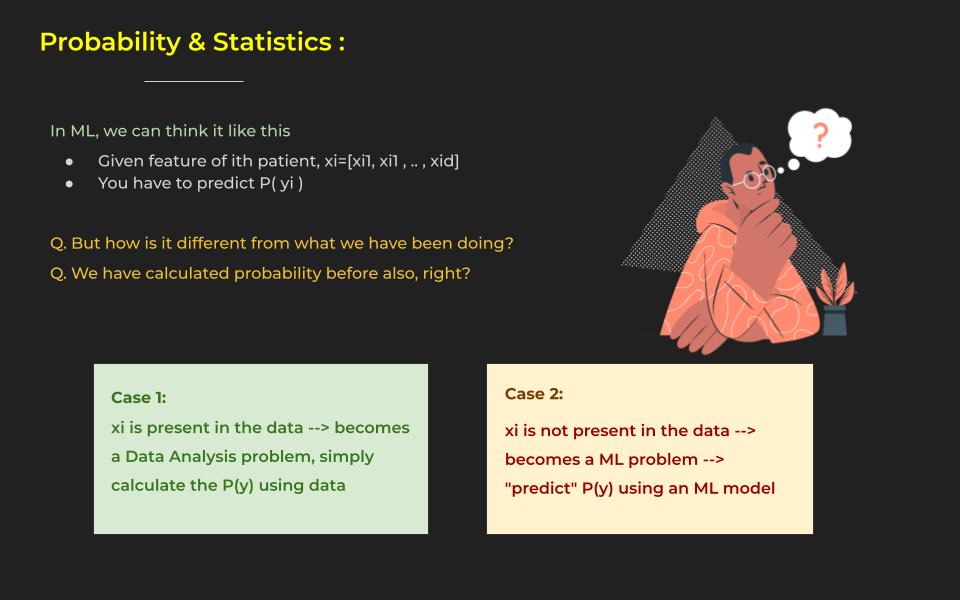 Probability & Statistics :
In ML, we can think it like this
● Given feature of ith patient, xi=[xi1, xi1 , .. , xid]
● You have to predict P( yi )
Q. But how is it different from what we have been doing?
Q. We have calculated probability before also, right?
?
Case 1:
xi is present in the data --> becomes
a Data Analysis problem, simply
calculate the P(y) using data
Case 2:
xi is not present in the data -->
becomes a ML problem -->
"predict" P(y) using an ML model